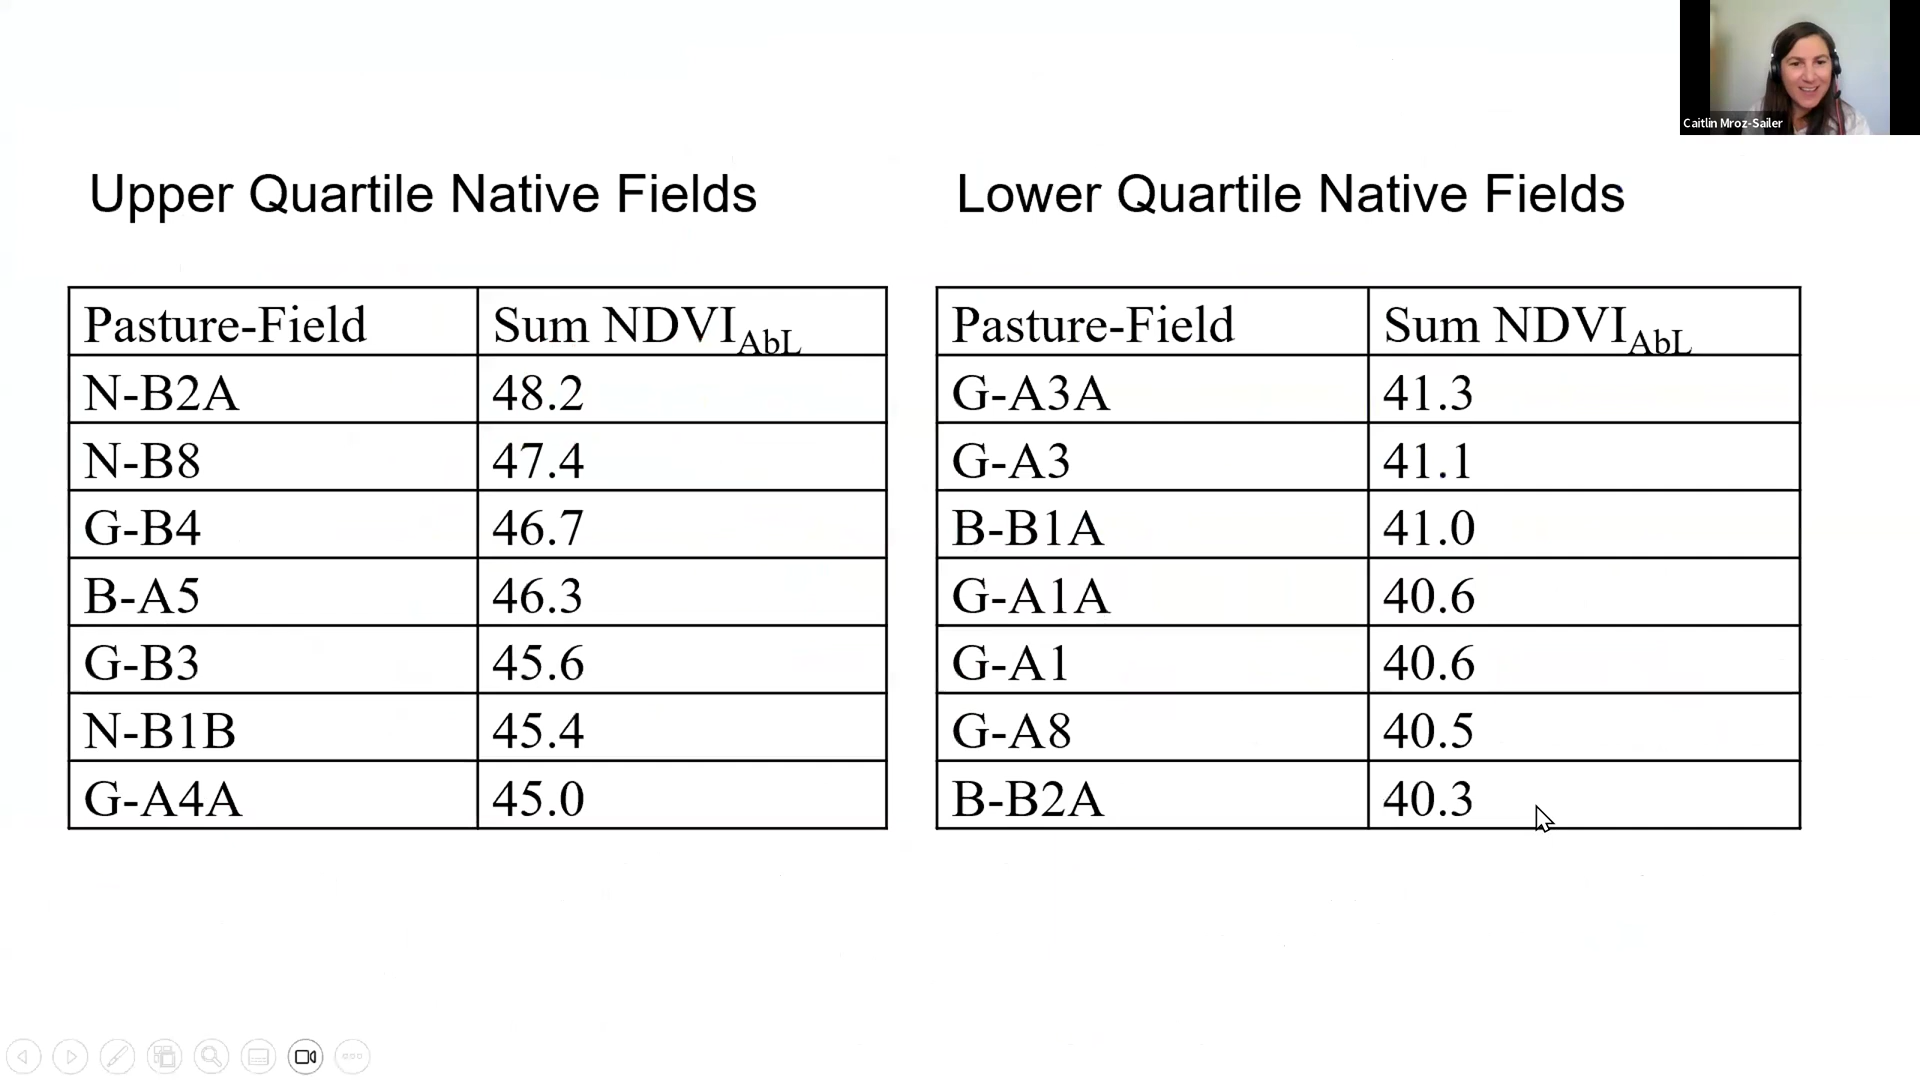 Caitlin Mroz-Sailer
Upper Quartile Native Fields
Pasture-Field Sum NDVIAbL
N-B2A 48.2
N-B8 47.4
G-B4 46.7
B-A5 46.3
G-B3 45.6
N-B1B 45.4
G-A4A 45.0
Lower Quartile Native Fields
Pasture-Field Sum NDVIAbL
G-A3A 41.3
G-A3 41.1
B-B1A 41.0
G-A1A 40.6
G-A1 40.6
G-A8 40.5
B-B2A 40.3